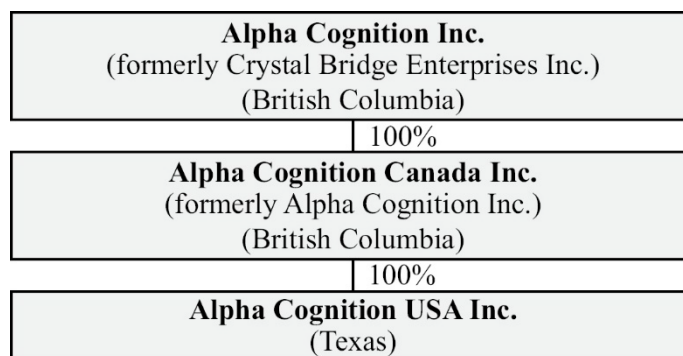 Alpha Cognition Inc.
(formerly Crystal Bridge Enterprises Inc.)
(British Columbia)
100%
Alpha Cognition Canada Inc.
(formerly Alpha Cognition Inc.)
(British Columbia)
100%
Alpha Cognition USA Inc.
(Texas)